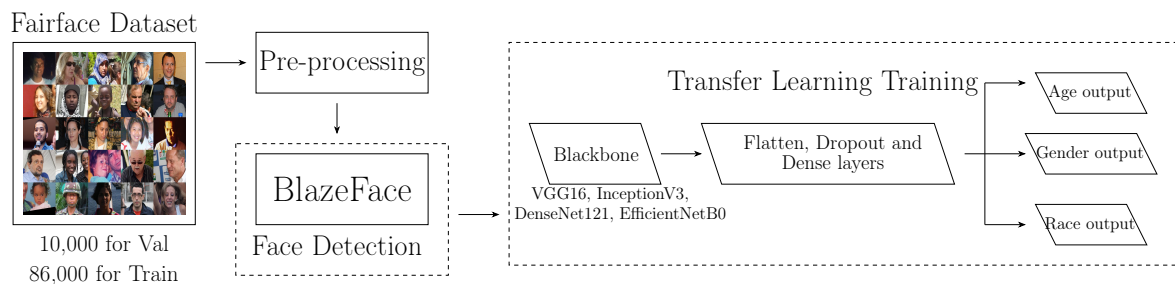 Fairface Dataset
10,000 for Val
86,000 for Train
Pre-processing
BlazeFace
Face Detection
Transfer Learning Training
Blackbone
VGG16, InceptionV3,
DenseNet121, EfficientNetB0
Flatten, Dropout and
Dense layers
Age output
Gender output
Race output